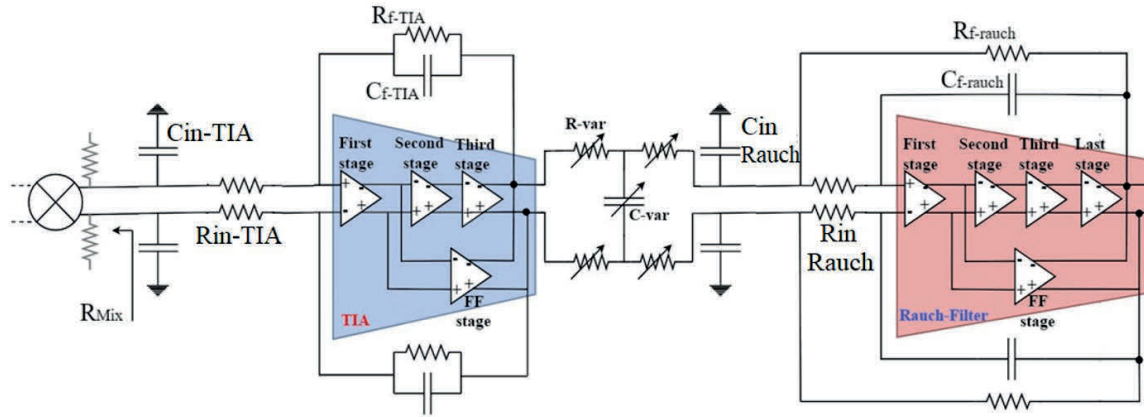 Rf-TIA
Cf-TIA
Cin-TIA
Rin-TIA
RMix
First
stage
Second
stage
Third
stage
FF
stage
TIA
R-var
C-var
Cin
Rauch
Rf-rauch
Cf-rauch
Rin
Rauch
First
stage
Second
stage
Third
stage
Last
stage
FF
stage
Rauch-Filter